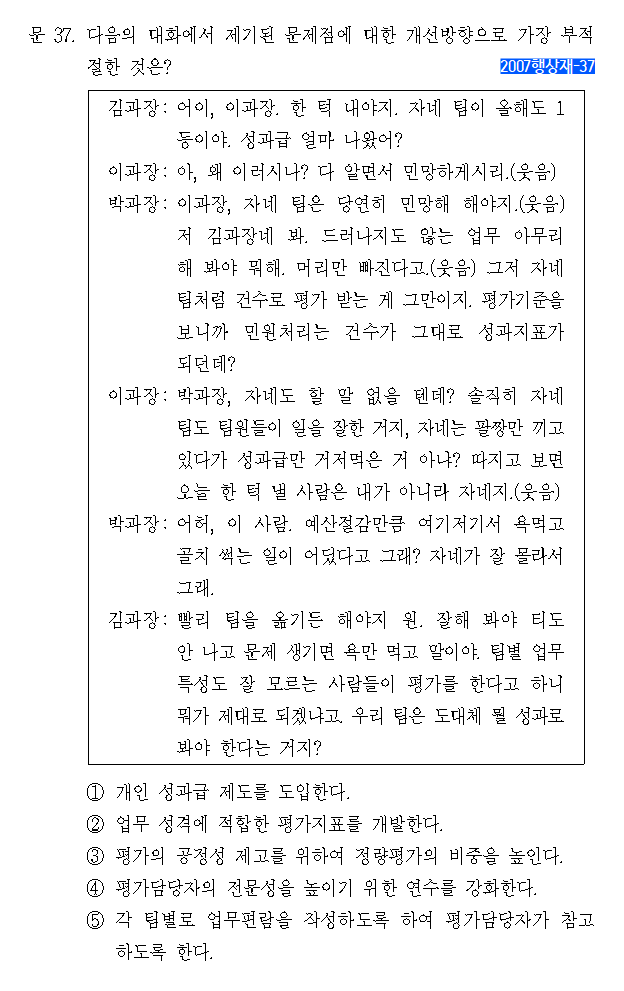 문 37. 다음의 대화에서 제기된 문제점에 대한 개선방향으로 가장 부적
절한 것은?
2007행상재-37
김과장: 어이, 이과장. 한 턱 내야지. 자네 팀이 올해도 1
등이야. 성과급 얼마 나왔어?
이과장: 아, 왜 이러시나? 다 알면서 민망하게시리.(웃음)
박과장: 이과장, 자네 팀은 당연히 민망해 해야지.(웃음)
저 김과장네 봐. 드러나지도 않는 업무 아무리
해 봐야 뭐해. 머리만 빠진다고.(웃음) 그저 자네
팀처럼 건수로 평가 받는 게 그만이지. 평가기준을
보니까 민원처리는 건수가 그대로 성과지표가
되던데?
이과장: 박과장, 자네도 할 말 없을 텐데? 솔직히 자네
팀도 팀원들이 일을 잘한 거지, 자네는 팔짱만 끼고
있다가 성과급만 거저먹은 거 아냐? 따지고 보면
오늘 한 턱 낼 사람은 내가 아니라 자네지.(웃음)
박과장: 어허, 이 사람. 예산절감만큼 여기저기서 욕먹고
골치 썩는 일이 어딨다고 그래? 자네가 잘 몰라서
그래.
김과장: 빨리 팀을 옮기든 해야지 원. 잘해 봐야 티도
안 나고 문제 생기면 욕만 먹고 말이야. 팀별 업무
특성도 잘 모르는 사람들이 평가를 한다고 하니
뭐가 제대로 되겠냐고. 우리 팀은 도대체 뭘 성과로
봐야 한다는 거지?
① 개인 성과급 제도를 도입한다.
② 업무 성격에 적합한 평가지표를 개발한다.
③ 평가의 공정성 제고를 위하여 정량평가의 비중을 높인다.
④ 평가담당자의 전문성을 높이기 위한 연수를 강화한다.
⑤ 각 팀별로 업무편람을 작성하도록 하여 평가담당자가 참고
하도록 한다.